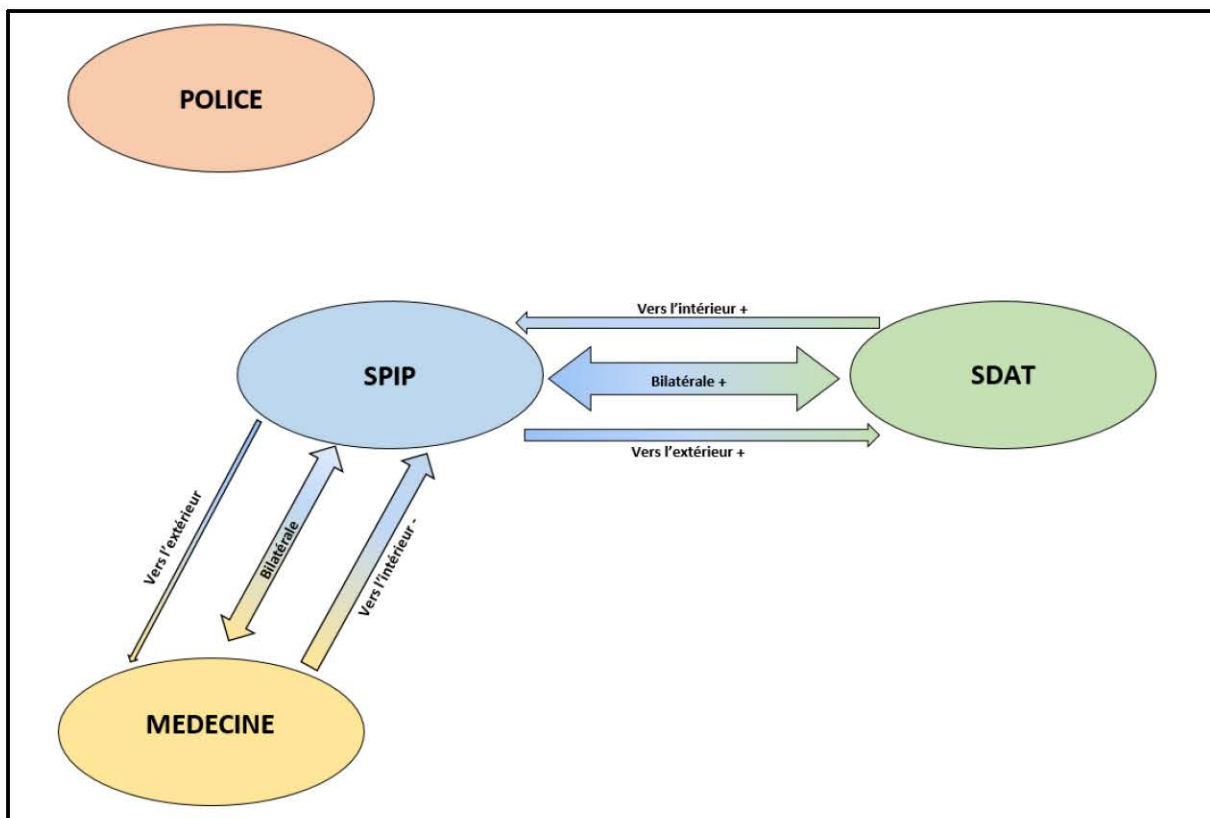 POLICE
Vers l'intérieur +
SPIP
Bilatérale +
SDAT
Vers l'extérieur +
Vers l'extérieur
Bilatérale
Vers l'intérieur -
MEDECINE